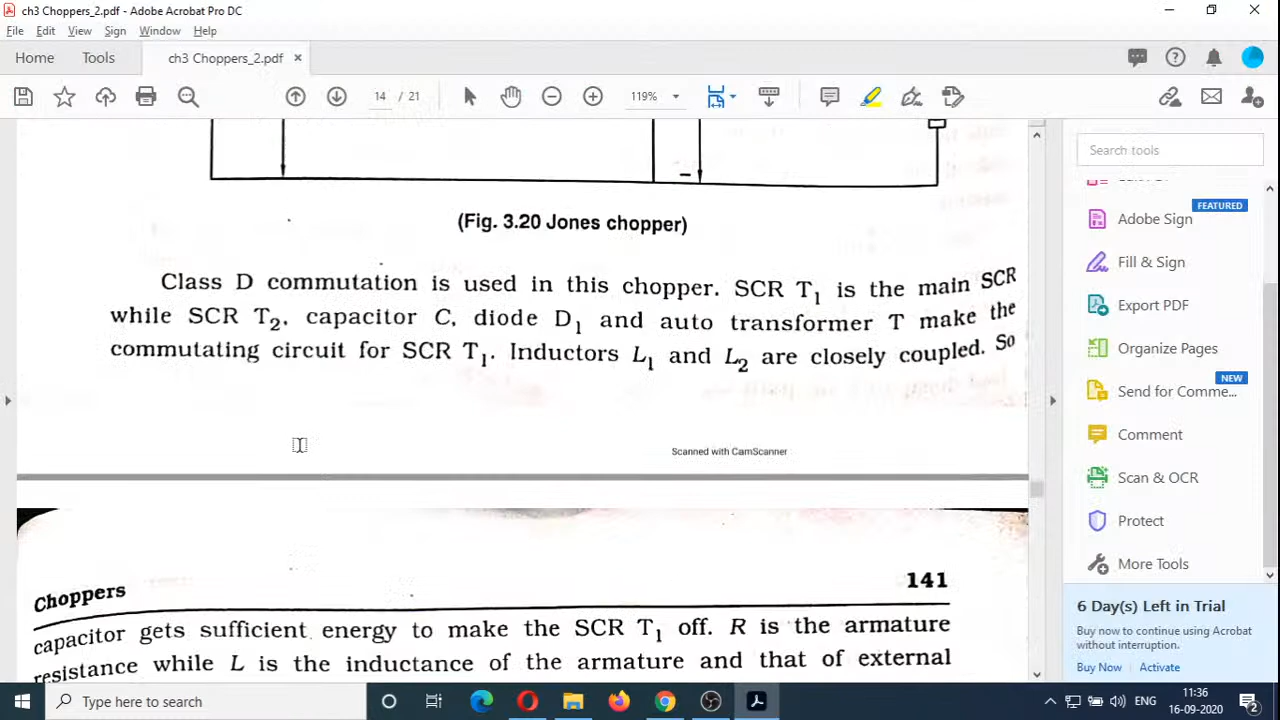 ch3 Choppers_2.pdf - Adobe Acrobat Pro DC
File Edit View Sign Window Help
Home Tools ch3 Choppers_2.pdf ×
14 / 21 119%
Search tools
(Fig. 3.20 Jones chopper)
Class D commutation is used in this chopper. SCR T1 is the main SCR
while SCR T2, capacitor C, diode D1 and auto transformer T make the
commutating circuit for SCR T1. Inductors L1 and L2 are closely coupled. So
Scanned with CamScanner
Choppers 141
capacitor gets sufficient energy to make the SCR T1 off. R is the armature
resistance while L is the inductance of the armature and that of external
FEATURED
Adobe Sign
Fill & Sign
Export PDF
Organize Pages
NEW
Send for Comme...
Comment
Scan & OCR
Protect
More Tools
6 Day(s) Left in Trial
Buy now to continue using Acrobat
without interruption.
Buy Now Activate
Type here to search
ENG
11:36
16-09-2020
2